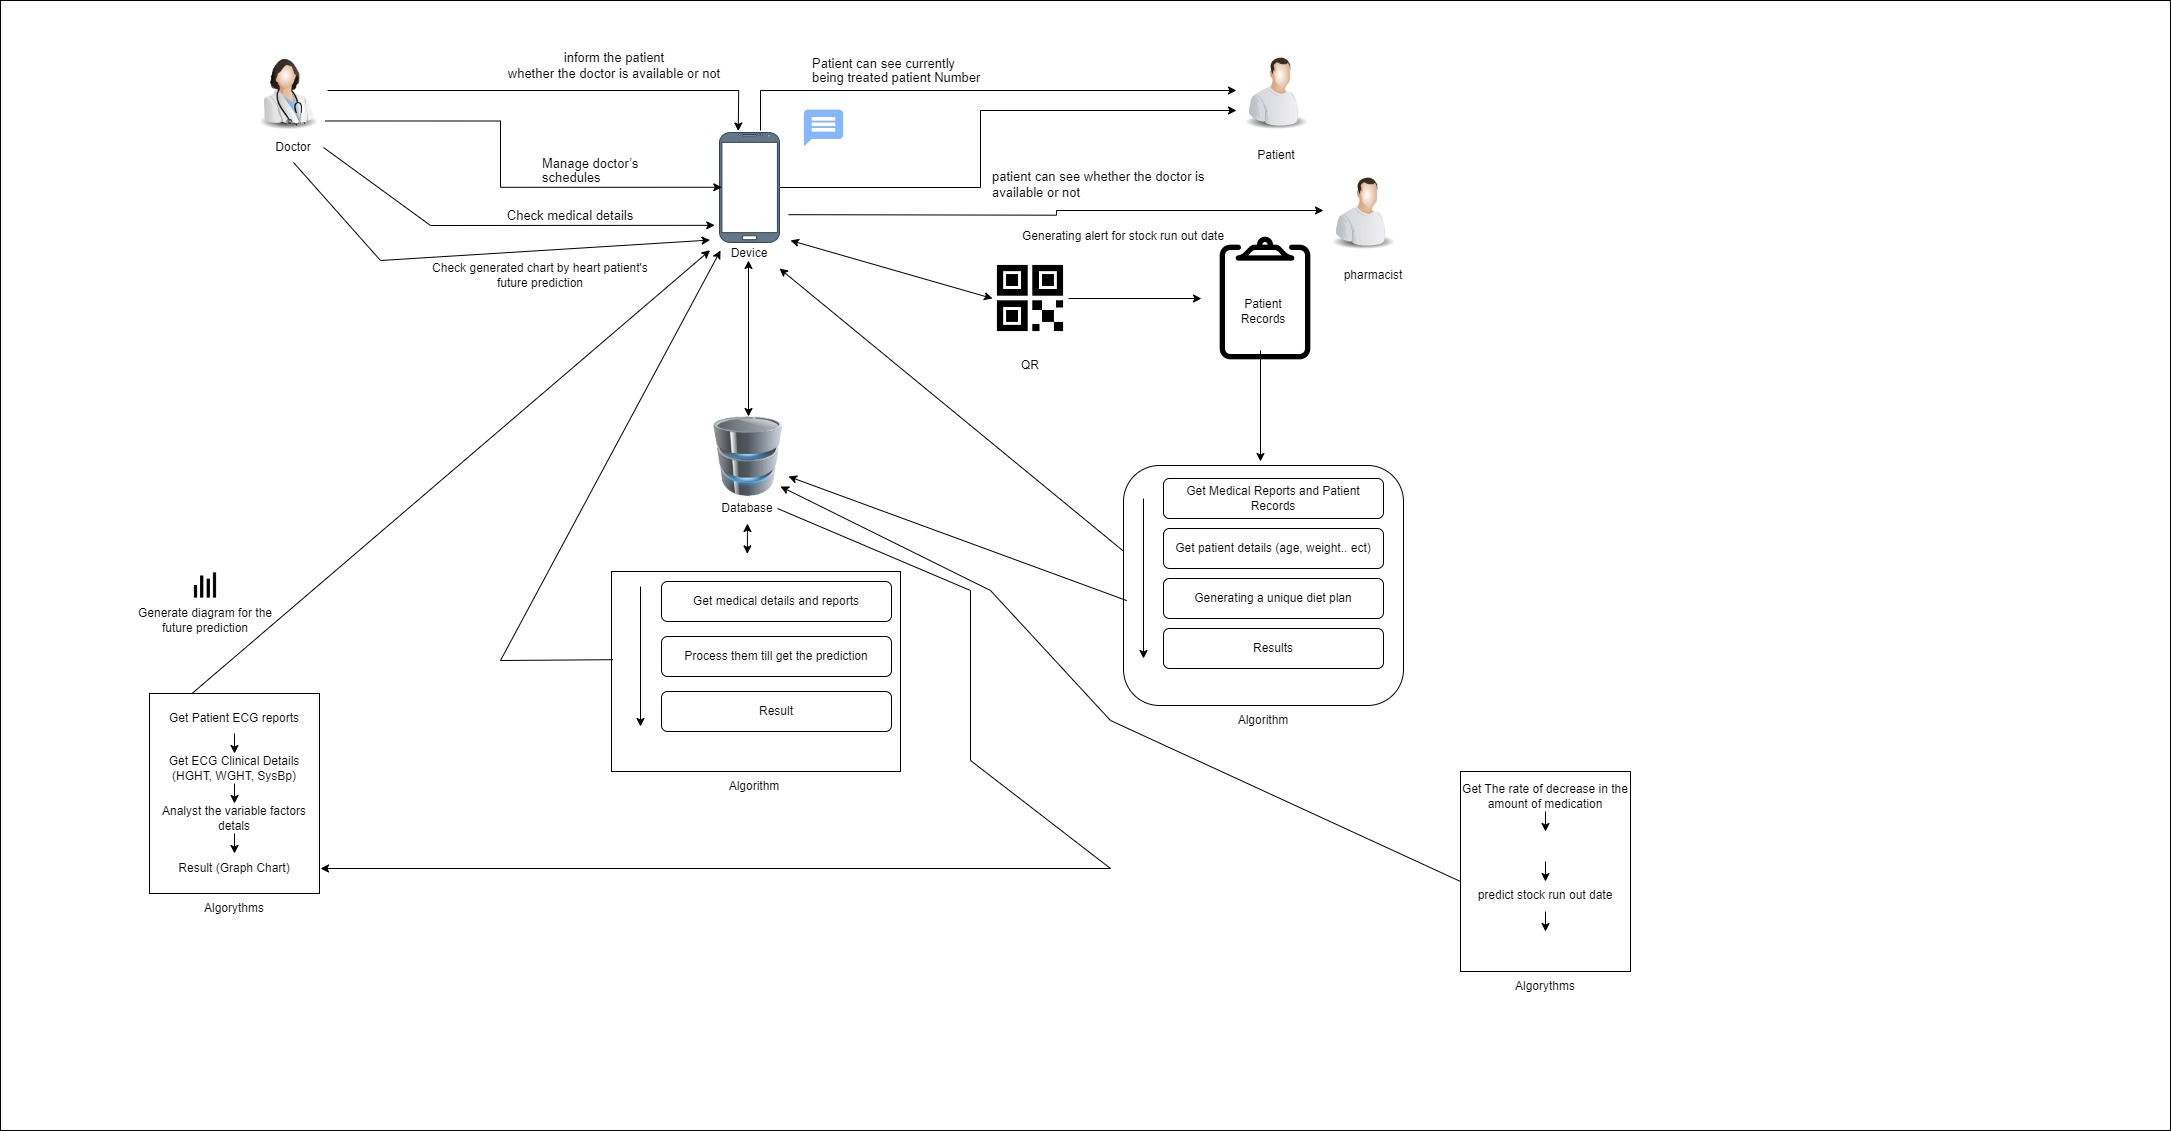 inform the patient
whether the doctor is available or not
Patient can see currently
being treated patient Number
Doctor
Patient
Manage doctor's
schedules
patient can see whether the doctor is
available or not
Check medical details
Generating alert for stock run out date
Device
Check generated chart by heart patient's
future prediction
pharmacist
Patient
Records
QR
Database
Get Medical Reports and Patient
Records
Get patient details (age, weight.. ect)
Generating a unique diet plan
Results
Algorithm
Generate diagram for the
future prediction
Get medical details and reports
Process them till get the prediction
Result
Algorithm
Get Patient ECG reports
Get ECG Clinical Details
(HGHT, WGHT, SysBp)
Analyst the variable factors
detals
Result (Graph Chart)
Algorythms
Get The rate of decrease in the
amount of medication
predict stock run out date
Algorythms